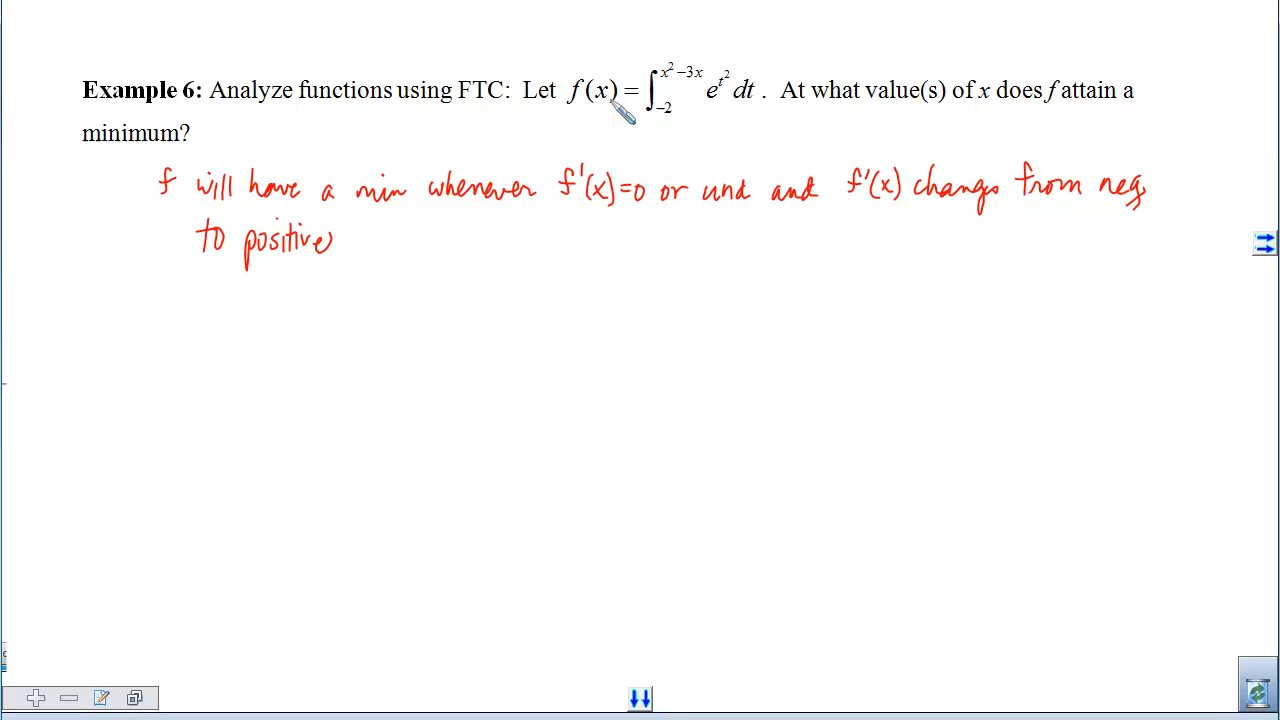 Example 6: Analyze functions using FTC: Let f(x) = ∫_{-2}^{x^2-3x} e^{t^2} dt . At what value(s) of x does f attain a
minimum?
f will have a min whenever f'(x)=0 or und and f'(x) changes from neg
to positive